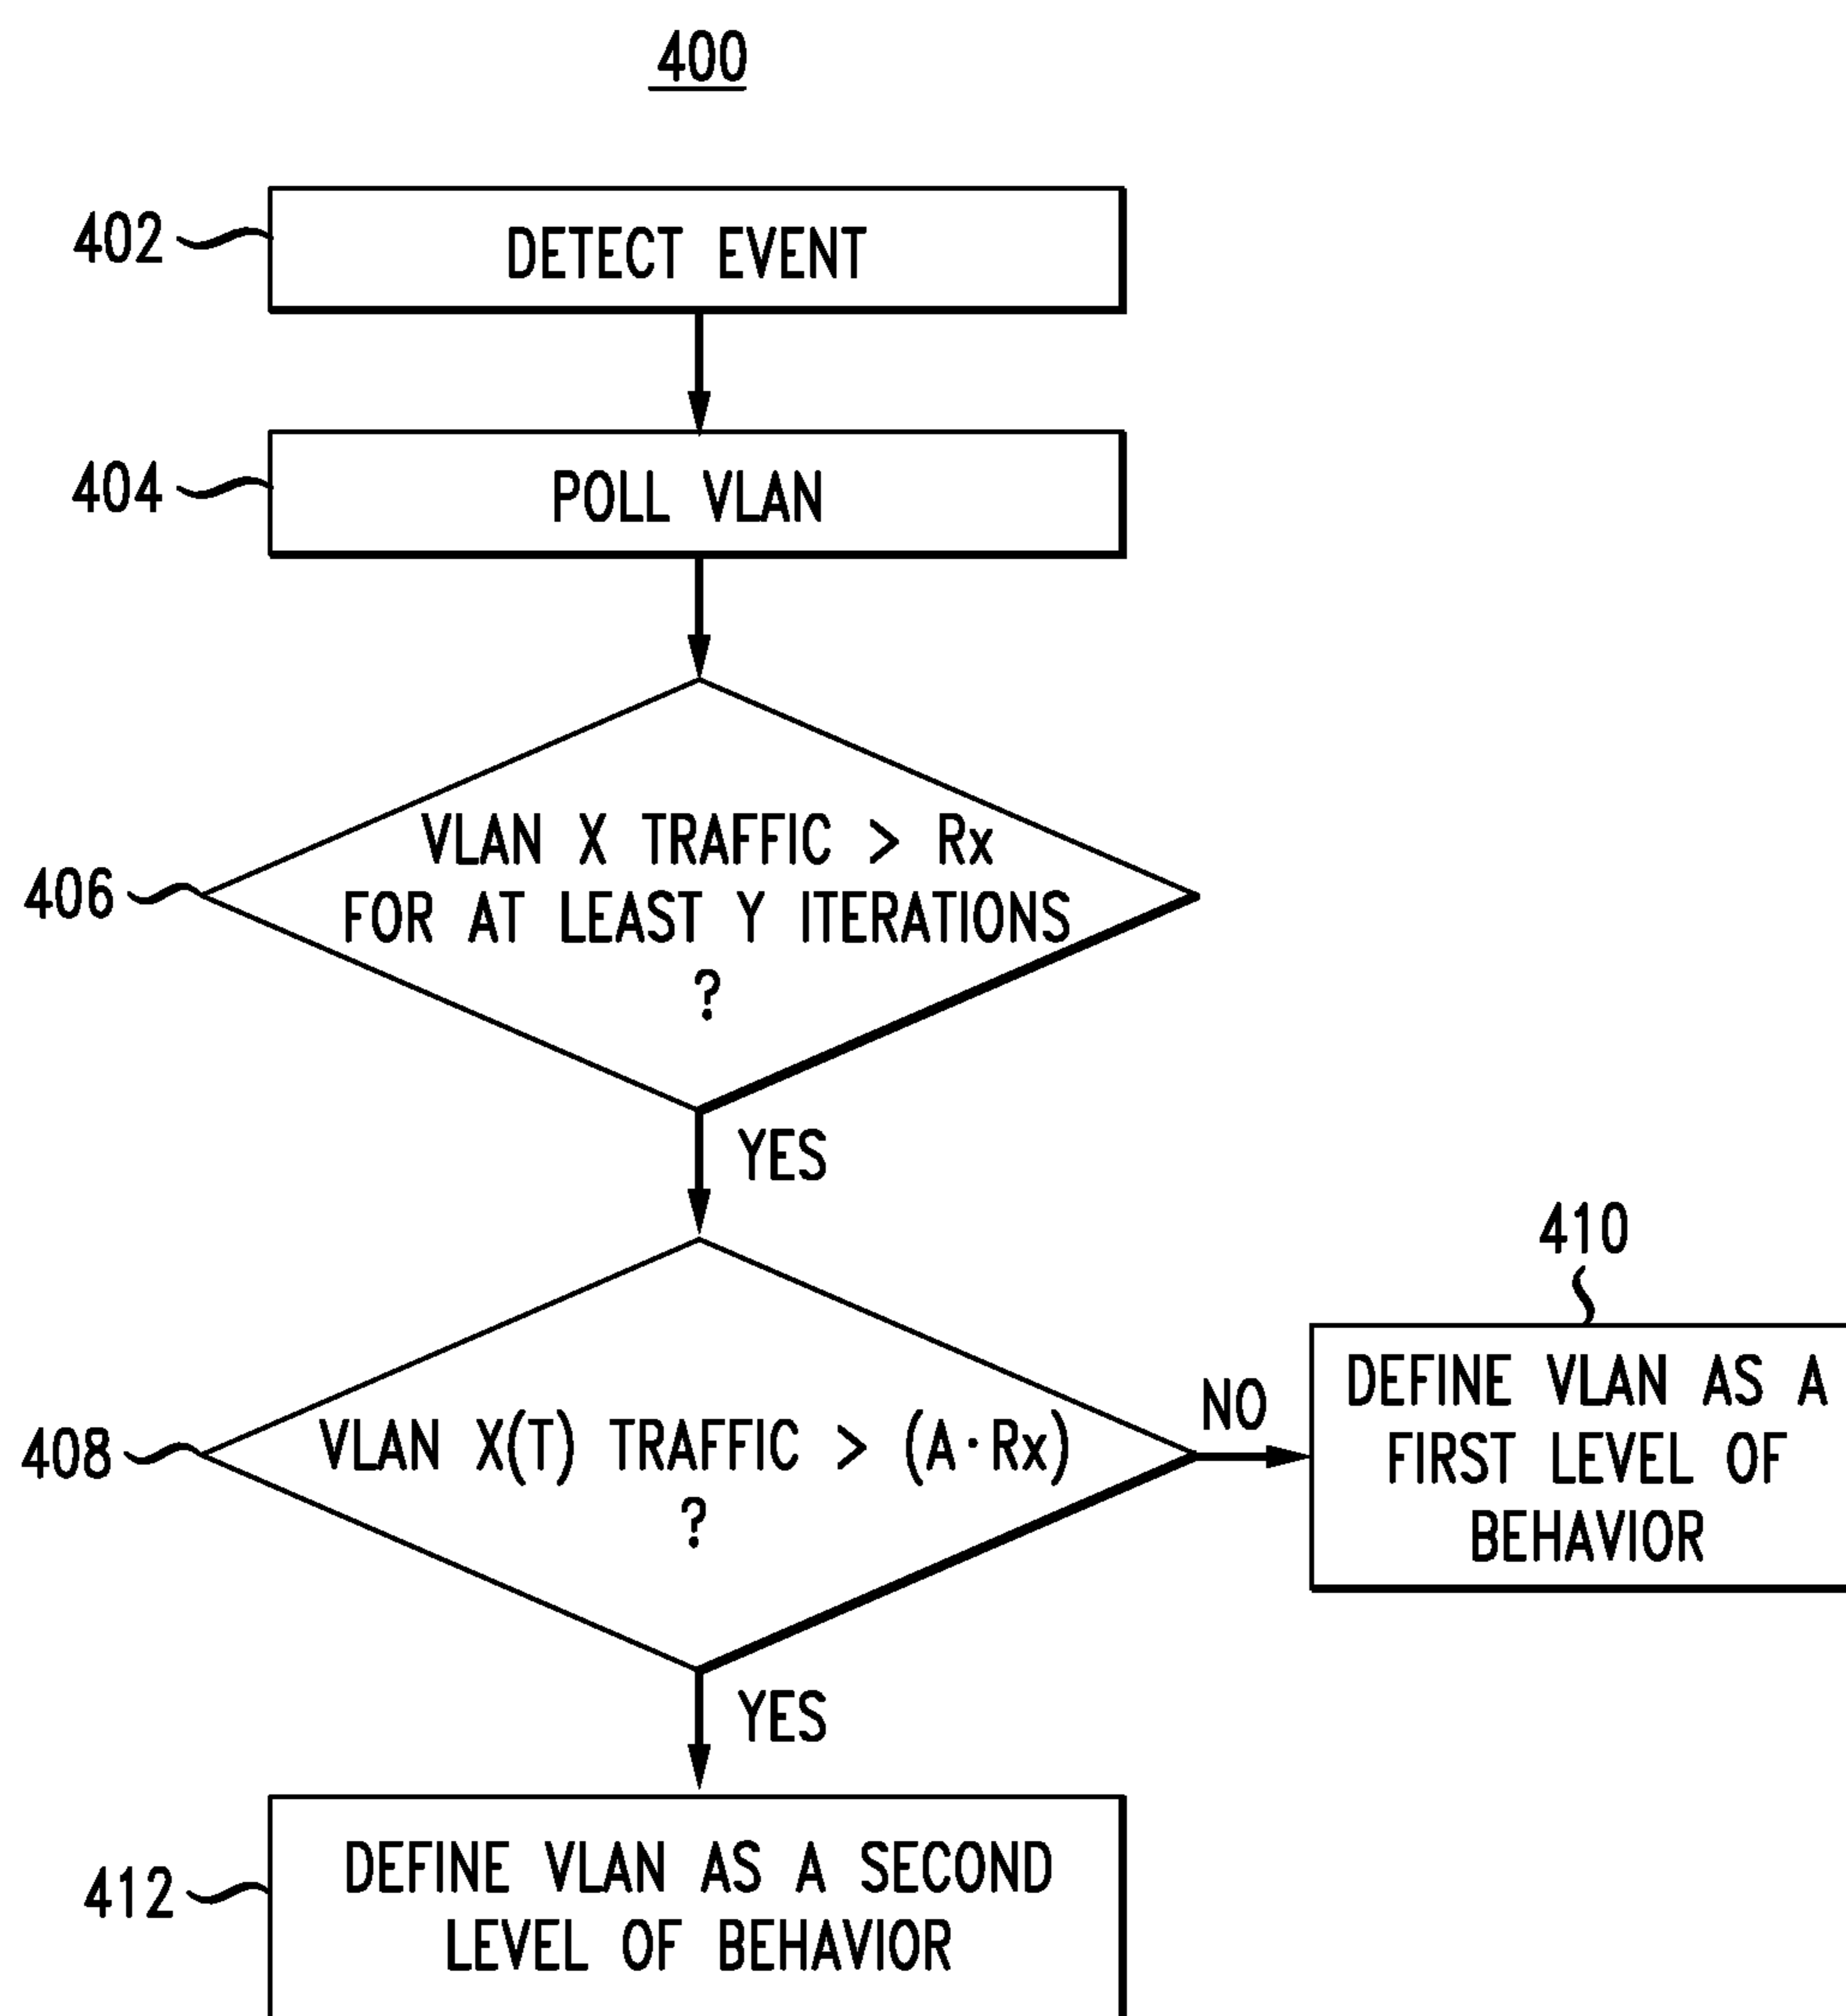 400
402
DETECT EVENT
404
POLL VLAN
406
VLAN X TRAFFIC > Rx
FOR AT LEAST Y ITERATIONS
?
YES
408
VLAN X(T) TRAFFIC > (A·Rx)
?
NO
410
DEFINE VLAN AS A
FIRST LEVEL OF
BEHAVIOR
YES
412
DEFINE VLAN AS A SECOND
LEVEL OF BEHAVIOR